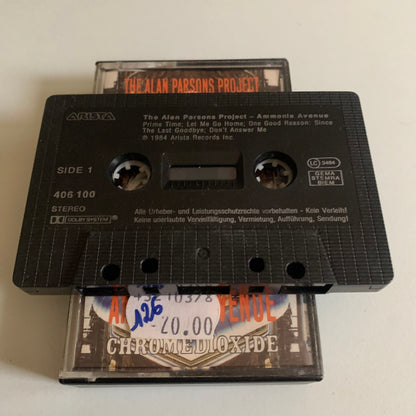 THE ALAN PARSONS PROJECT
ARISTA
The Alan Parsons Project – Ammonia Avenue
Prime Time; Let Me Go Home; One Good Reason; Since
The Last Goodbye; Don't Answer Me
℗ 1984 Arista Records Inc.
SIDE 1
406 100
STEREO
DOLBY SYSTEM
LC 3484
GEMA
STEMRA
BIEM
Alle Urheber- und Leistungsschutzrechte vorbehalten – Kein Verleih!
Keine unerlaubte Vervielfältigung, Vermietung, Aufführung, Sendung!
126
20.00
CHROMEDIOXIDE